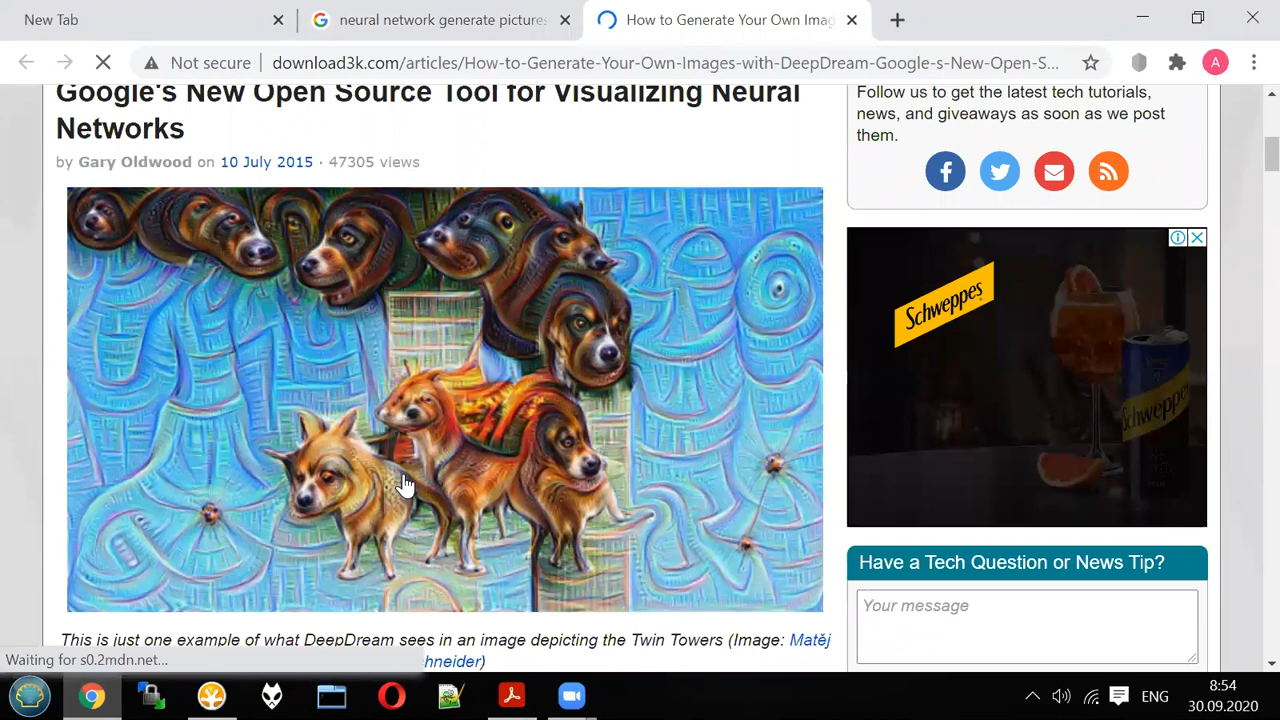 New Tab
neural network generate pictures
How to Generate Your Own Imag
Not secure
download3k.com/articles/How-to-Generate-Your-Own-Images-with-DeepDream-Google-s-New-Open-S...
A
Google's New Open Source Tool for Visualizing Neural
Networks
by Gary Oldwood on 10 July 2015 · 47305 views
This is just one example of what DeepDream sees in an image depicting the Twin Towers (Image: Matěj
hneider)
Follow us to get the latest tech tutorials,
news, and giveaways as soon as we post
them.
Schweppes
Schweppes
Have a Tech Question or News Tip?
Your message
Waiting for s0.2mdn.net...
ENG
8:54
30.09.2020